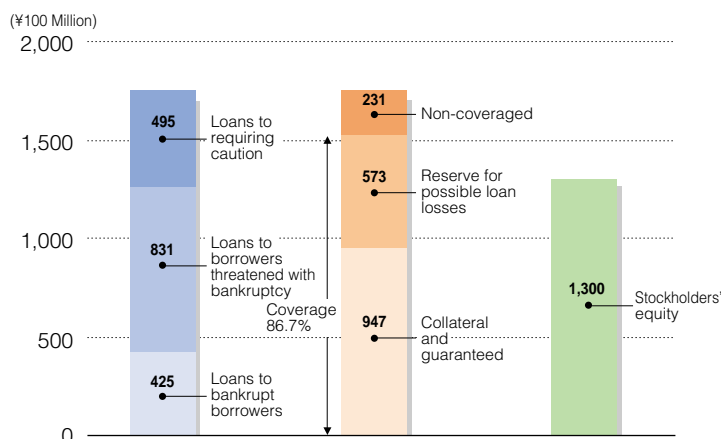 (¥100 Million)
2,000
1,500
1,000
500
0
495
Loans to
requiring
caution
831
Loans to
borrowers
threatened with
bankruptcy
425
Loans to
bankrupt
borrowers
Coverage
86.7%
231
Non-coveraged
573
Reserve for
possible loan
losses
947
Collateral
and
guaranteed
1,300
Stockholders'
equity